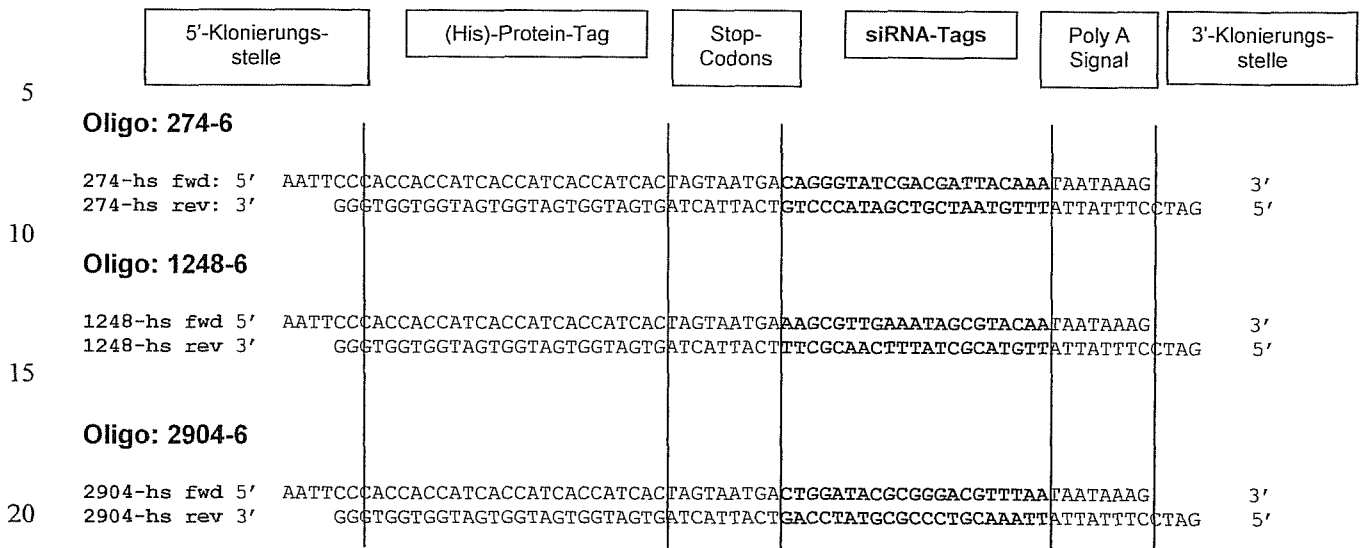 5'-Klonierungs-
stelle
(His)-Protein-Tag
Stop-
Codons
siRNA-Tags
Poly A
Signal
3'-Klonierungs-
stelle
5
Oligo: 274-6
274-hs fwd: 5' AATTCCCACCACCATCACCATCACCATCACTAGTAATGACAGGGTATCGACGATTACAAATAATAAAG 3'
274-hs rev: 3' GGGTGGTGGTAGTGGTAGTGGTAGTGATCATTACTGTCCCATAGCTGCTAATGTTTATTATTTCCTAG 5'
10
Oligo: 1248-6
1248-hs fwd 5' AATTCCCACCACCATCACCATCACCATCACTAGTAATGAAAGCGTTGAAATAGCGTACAATAATAAAG 3'
1248-hs rev 3' GGGTGGTGGTAGTGGTAGTGGTAGTGATCATTACTTTCGCAACTTTATCGCATGTTATTATTTCCTAG 5'
15
Oligo: 2904-6
2904-hs fwd 5' AATTCCCACCACCATCACCATCACCATCACTAGTAATGACTGGATACGCGGGACGTTTAATAATAAAG 3'
20 2904-hs rev 3' GGGTGGTGGTAGTGGTAGTGGTAGTGATCATTACTGACCTATGCGCCCTGCAAATTATTATTTCCTAG 5'